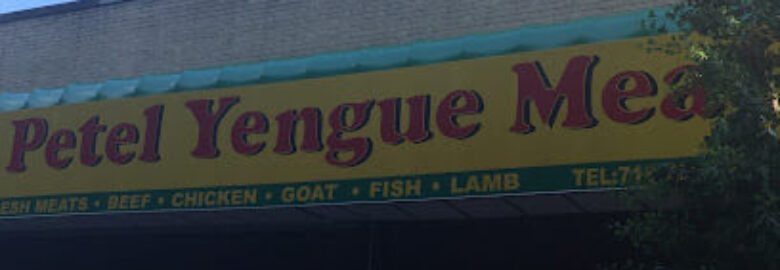 Petel Yengue Mea
ESH MEATS • BEEF • CHICKEN • GOAT • FISH • LAMB TEL:71